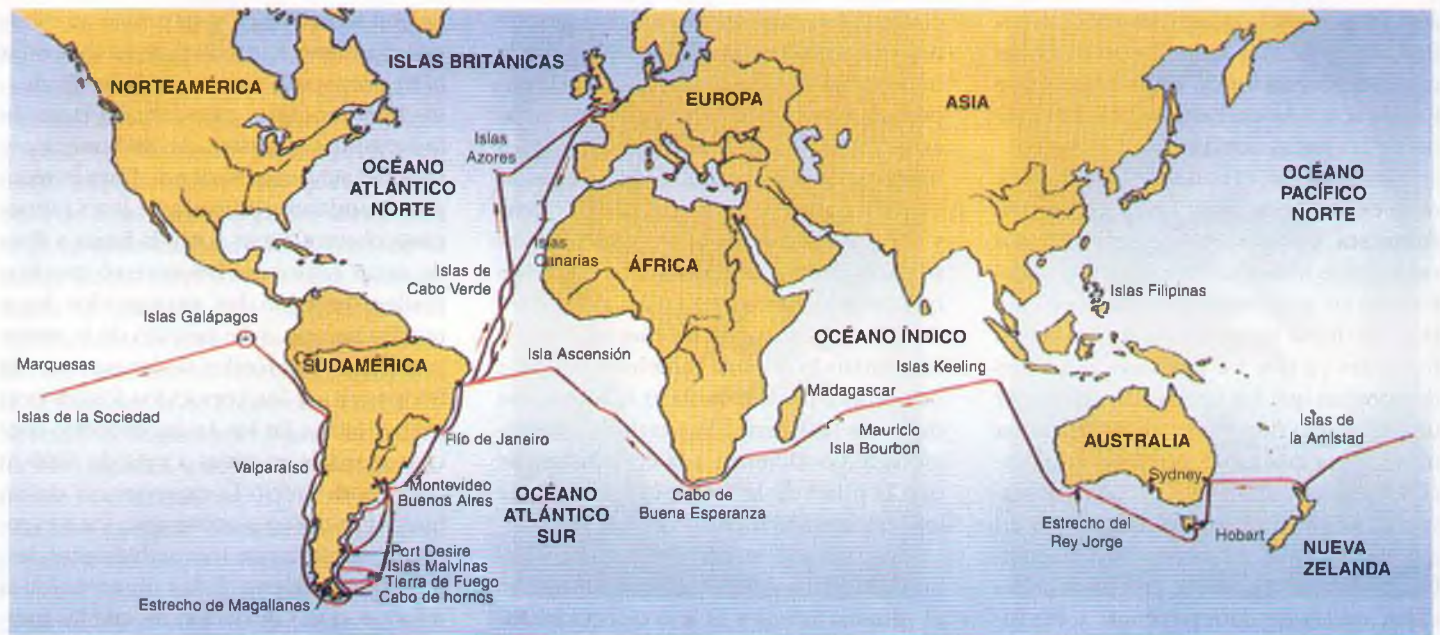 ISLAS BRITÁNICAS
NORTEAMÉRICA
EUROPA
ASIA
Islas
Azores
OCÉANO
ATLÁNTICO
NORTE
OCÉANO
PACÍFICO
NORTE
Islas
Canarias
ÁFRICA
Islas de
Cabo Verde
Islas Filipinas
Islas Galápagos
OCÉANO ÍNDICO
Marquesas
SUDAMÉRICA
Isla Ascensión
Islas Keeling
Madagascar
Islas de la Sociedad
Mauricio
Isla Bourbon
Islas de
la Amistad
Río de Janeiro
AUSTRALIA
Valparaíso
Sydney
Montevideo
Buenos Aires
OCÉANO
ATLÁNTICO
SUR
Cabo de
Buena Esperanza
Estrecho del
Rey Jorge
Hobart
NUEVA
ZELANDA
Port Desire
Islas Malvinas
Tierra de Fuego
Cabo de hornos
Estrecho de Magallanes